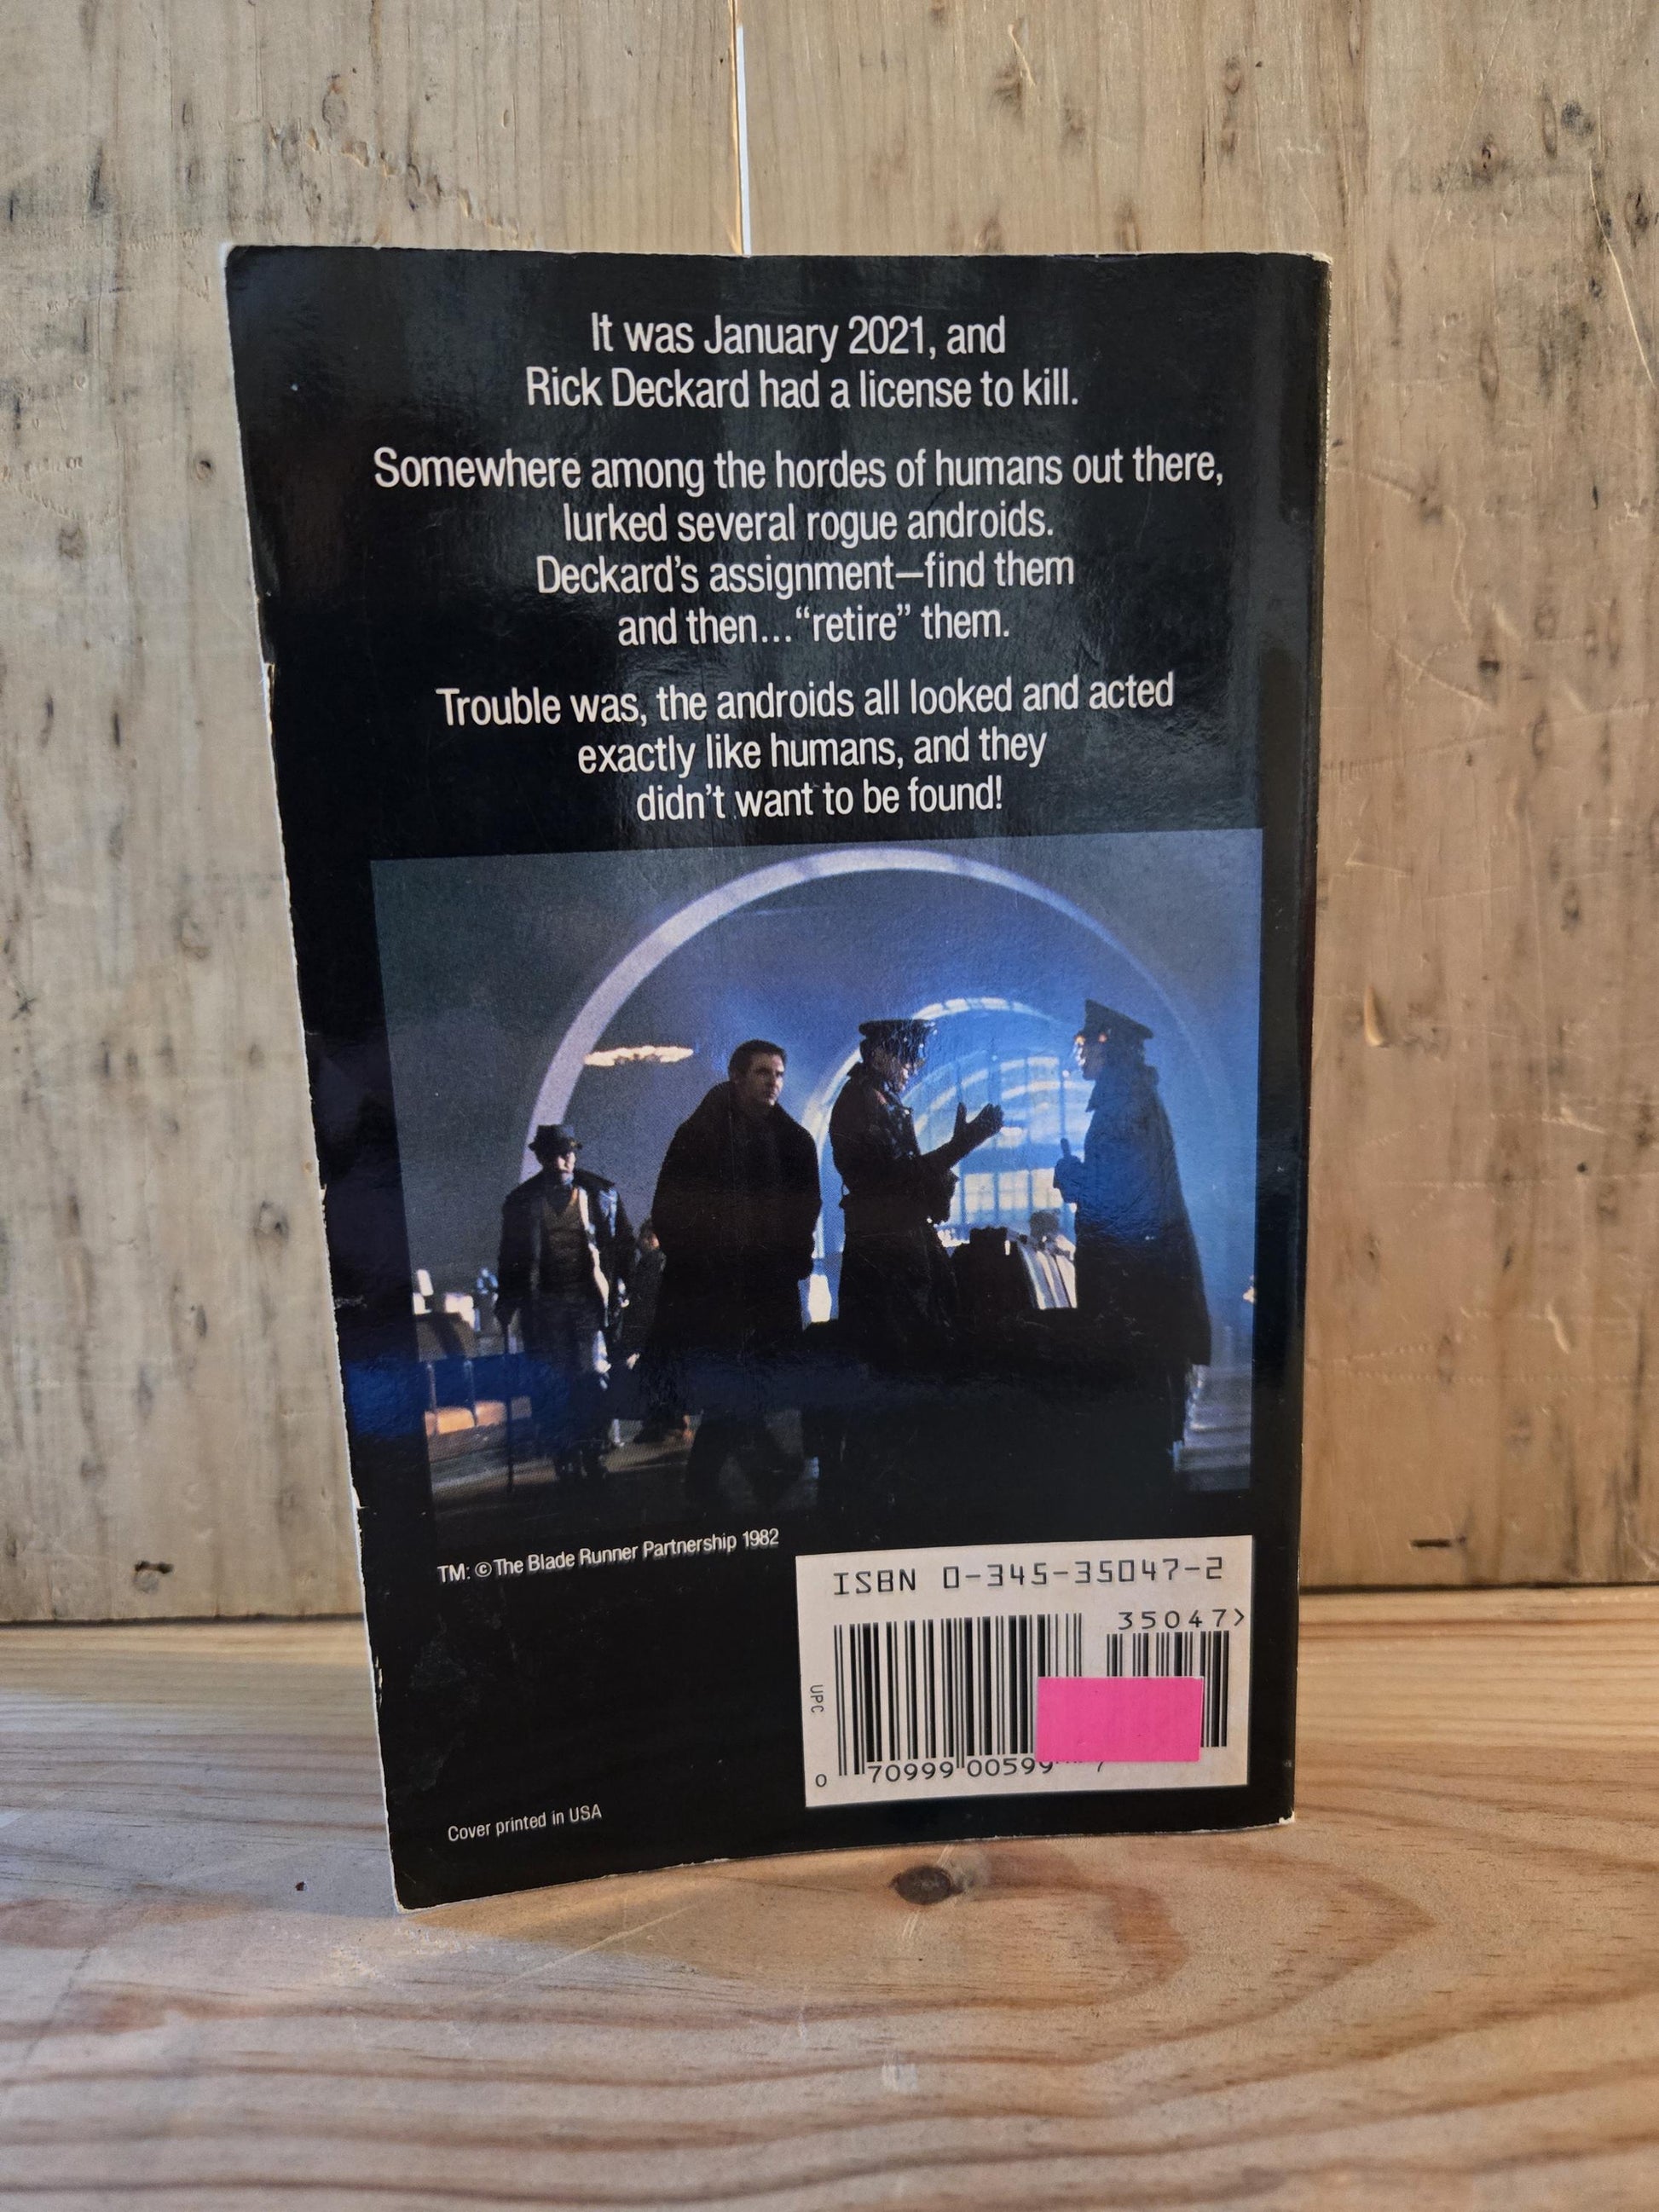 It was January 2021, and
Rick Deckard had a license to kill.
Somewhere among the hordes of humans out there,
lurked several rogue androids.
Deckard's assignment—find them
and then...“retire” them.
Trouble was, the androids all looked and acted
exactly like humans, and they
didn't want to be found!
TM: © The Blade Runner Partnership 1982
ISBN 0-345-35047-2
35047>
UPC
0 70999 00599
Cover printed in USA